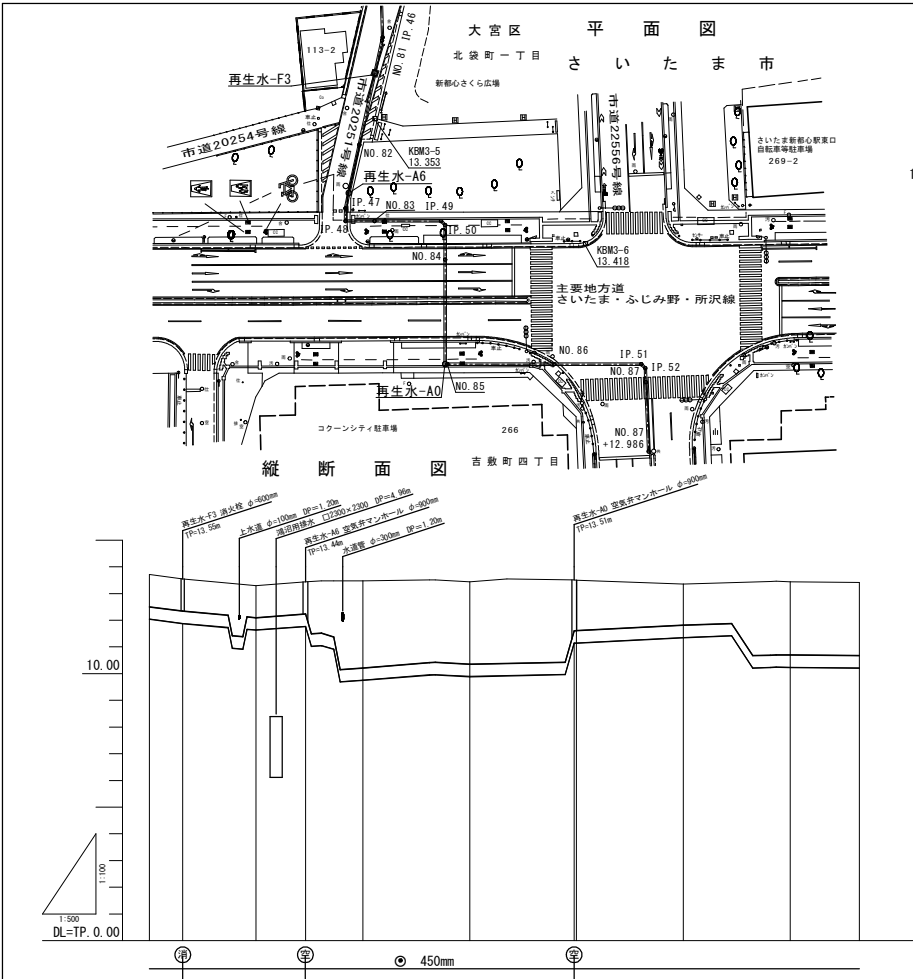 平面図
大宮区
北袋町一丁目
さいたま市
新都心さくら広場
113-2
再生水-F3
NO.81 IP.46
市道20251号線
市道20254号線
市道22556号線
さいたま新都心駅東口
自転車等駐車場
269-2
1
NO.82
KBM3-5
13.353
再生水-A6
IP.47
NO.83
IP.49
IP.48
IP.50
NO.84
KBM3-6
13.418
主要地方道
さいたま・ふじみ野・所沢線
NO.86
IP.51
NO.87
IP.52
再生水-A0
NO.85
コクーンシティ駐車場
266
NO.87
+12.986
吉敷町四丁目
縦断面図
再生水-F3 消火栓 φ=600mm
TP=13.55m
上水道 φ=100mm DP=1.20m
鴻沼用排水 □2300×2300 DP=4.96m
再生水-A6 空気弁マンホール φ=900mm
TP=13.44m
水道管 φ=300mm DP=1.20m
再生水-A0 空気弁マンホール φ=900mm
TP=13.51m
10.00
1:100
1:500
DL=TP.0.00
消
空
空
450mm